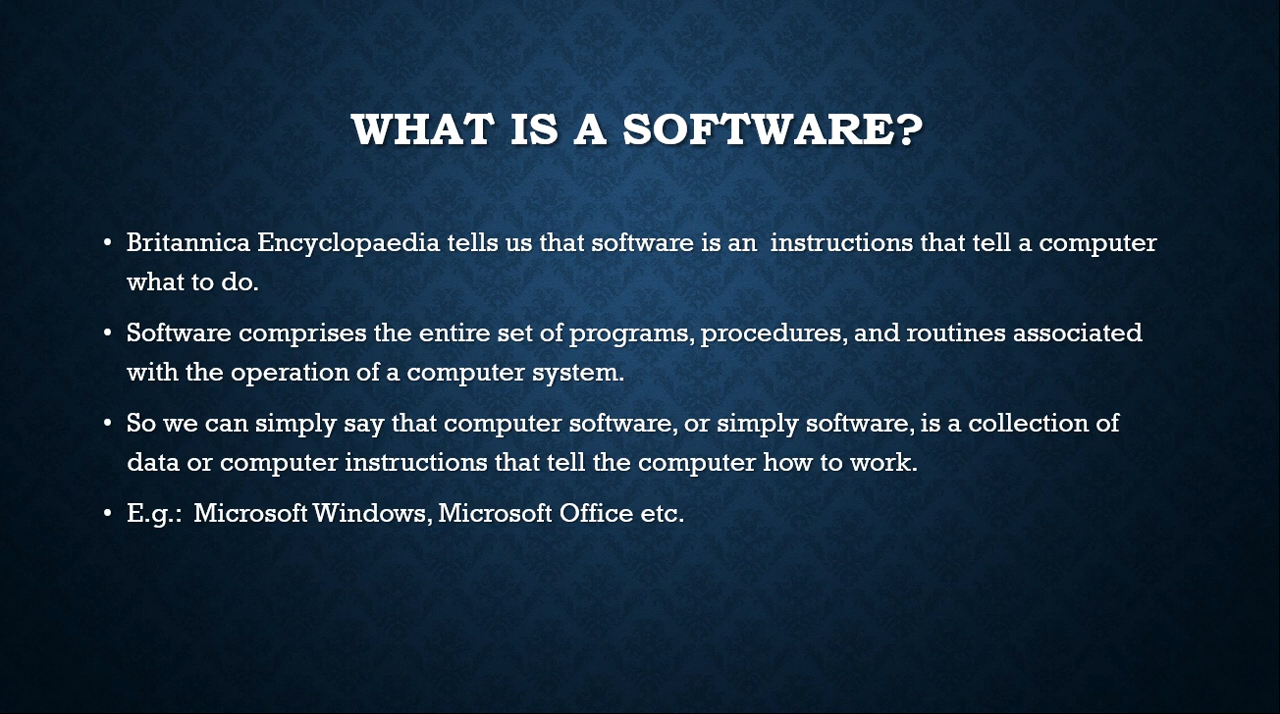 WHAT IS A SOFTWARE?
• Britannica Encyclopaedia tells us that software is an  instructions that tell a computer
what to do.
• Software comprises the entire set of programs, procedures, and routines associated
with the operation of a computer system.
• So we can simply say that computer software, or simply software, is a collection of
data or computer instructions that tell the computer how to work.
• E.g.:  Microsoft Windows, Microsoft Office etc.